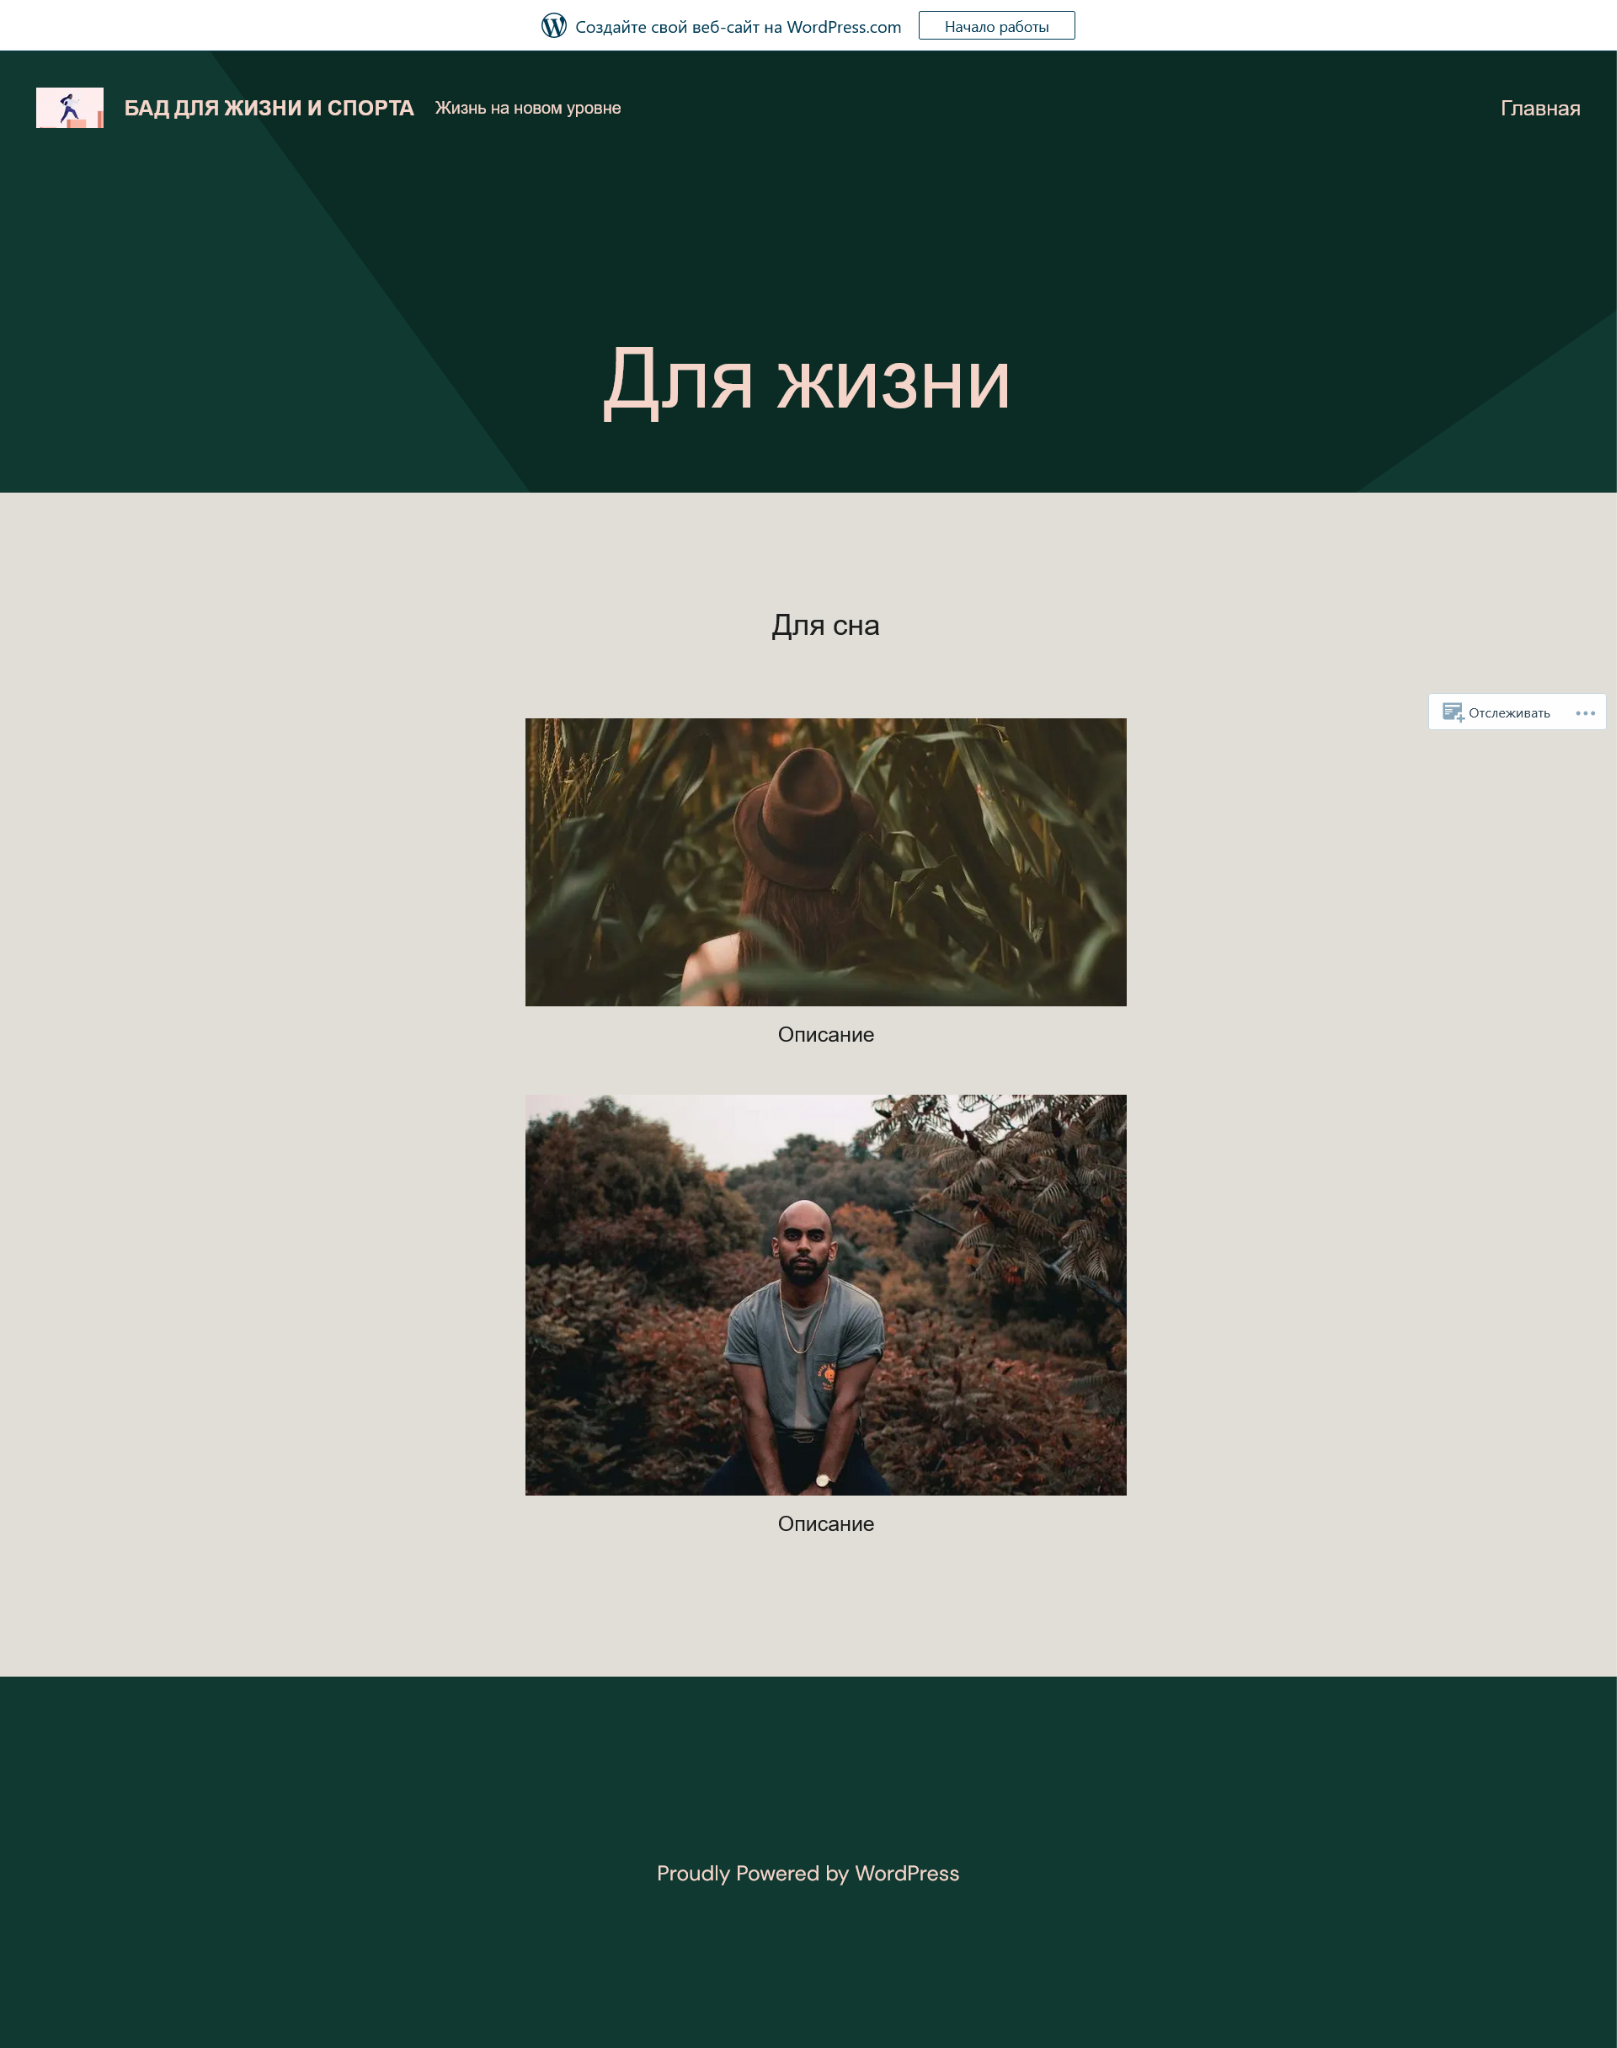 Создайте свой веб-сайт на WordPress.com
Начало работы
БАД ДЛЯ ЖИЗНИ И СПОРТА
Жизнь на новом уровне
Главная
Для жизни
Для сна
Отслеживать
Описание
Описание
Proudly Powered by WordPress